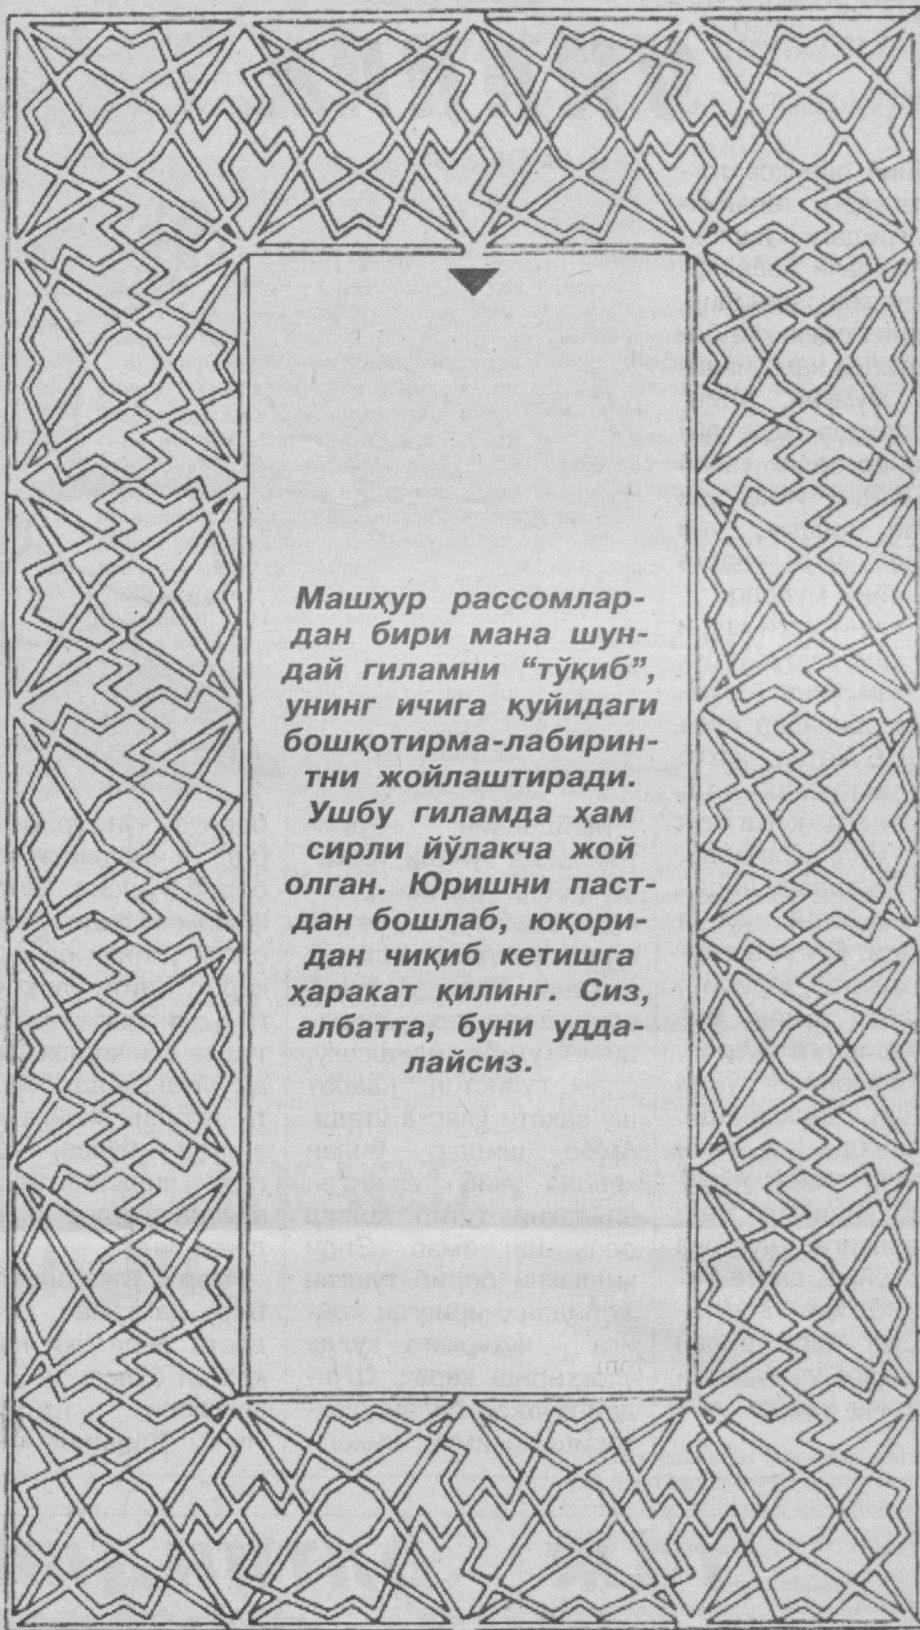 Машҳур рассомлар-
дан бири мана шун-
дай гиламни “тўқиб”,
унинг ичига қуйидаги
бошқотирма-лабирин-
тни жойлаштиради.
Ушбу гиламда ҳам
сирли йўлакча жой
олган. Юришни паст-
дан бошлаб, юқори-
дан чиқиб кетишга
ҳаракат қилинг. Сиз,
албатта, буни удда-
лайсиз.